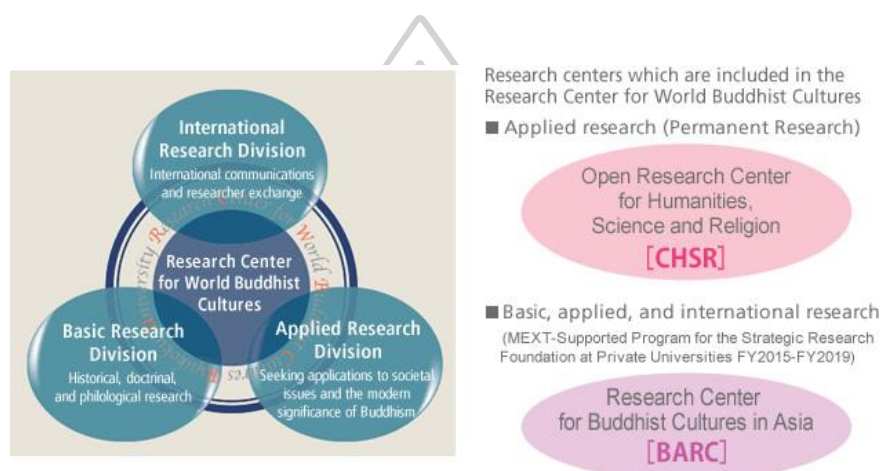 International
Research Division
International communications
and researcher exchange
Research Center
for World Buddhist
Cultures
Basic Research
Division
Historical, doctrinal,
and philological research
Applied Research
Division
Seeking applications to societal
issues and the modern
significance of Buddhism
Research centers which are included in the
Research Center for World Buddhist Cultures
■ Applied research (Permanent Research)
Open Research Center
for Humanities,
Science and Religion
[CHSR]
■ Basic, applied, and international research
(MEXT-Supported Program for the Strategic Research
Foundation at Private Universities FY2015-FY2019)
Research Center
for Buddhist Cultures in Asia
[BARC]